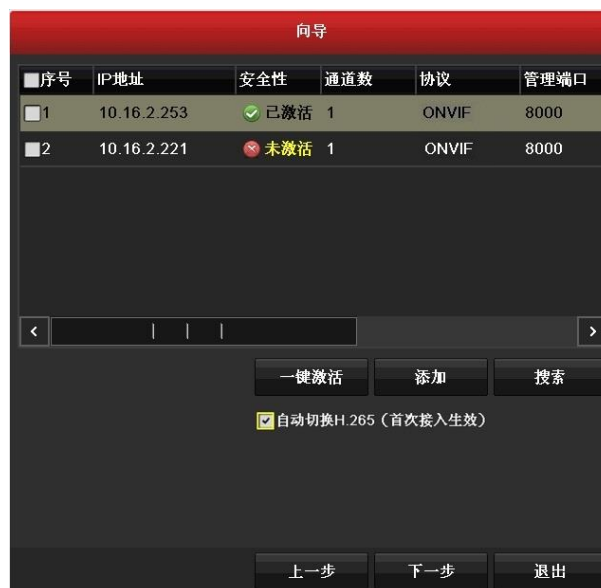 向导
序号 IP地址 安全性 通道数 协议 管理端口
1 10.16.2.253 已激活 1 ONVIF 8000
2 10.16.2.221 未激活 1 ONVIF 8000
一键激活 添加 搜索
自动切换H.265（首次接入生效）
上一步 下一步 退出